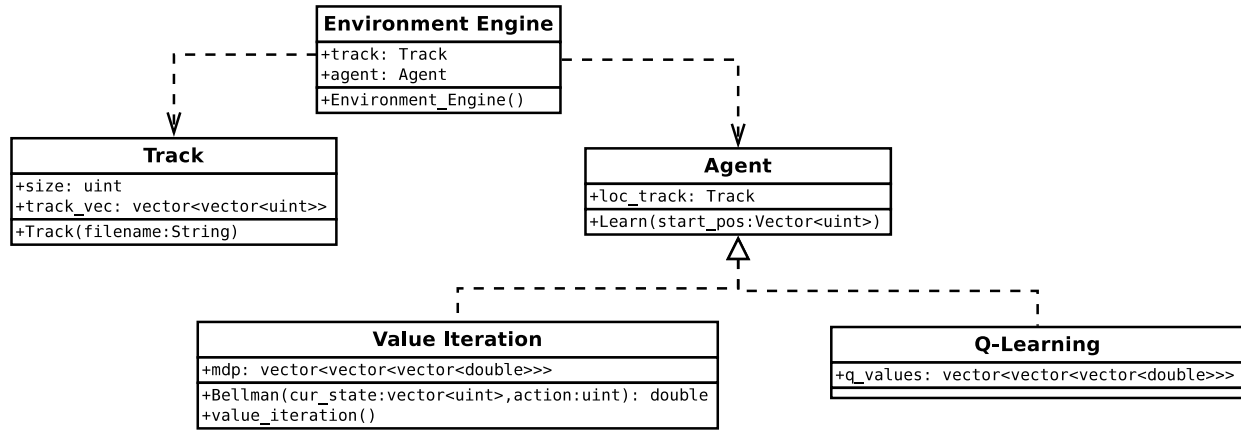 Environment Engine
+track: Track
+agent: Agent
+Environment_Engine()
Track
+size: uint
+track_vec: vector<vector<uint>>
+Track(filename:String)
Agent
+loc_track: Track
+Learn(start_pos:Vector<uint>)
Value Iteration
+mdp: vector<vector<vector<double>>>
+Bellman(cur_state:vector<uint>,action:uint): double
+value_iteration()
Q-Learning
+q_values: vector<vector<vector<double>>>